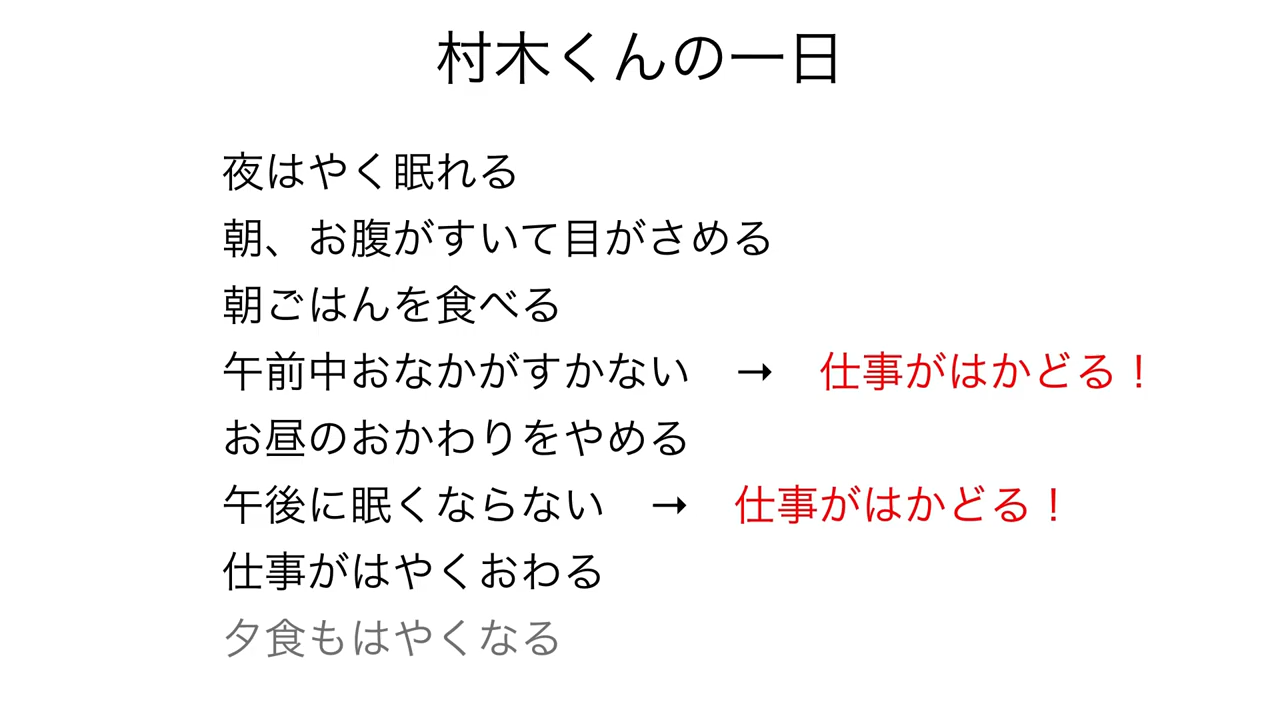 村木くんの一日
夜はやく眠れる
朝、お腹がすいて目がさめる
朝ごはんを食べる
午前中おなかがすかない → 仕事がはかどる！
お昼のおかわりをやめる
午後に眠くならない → 仕事がはかどる！
仕事がはやくおわる
夕食もはやくなる